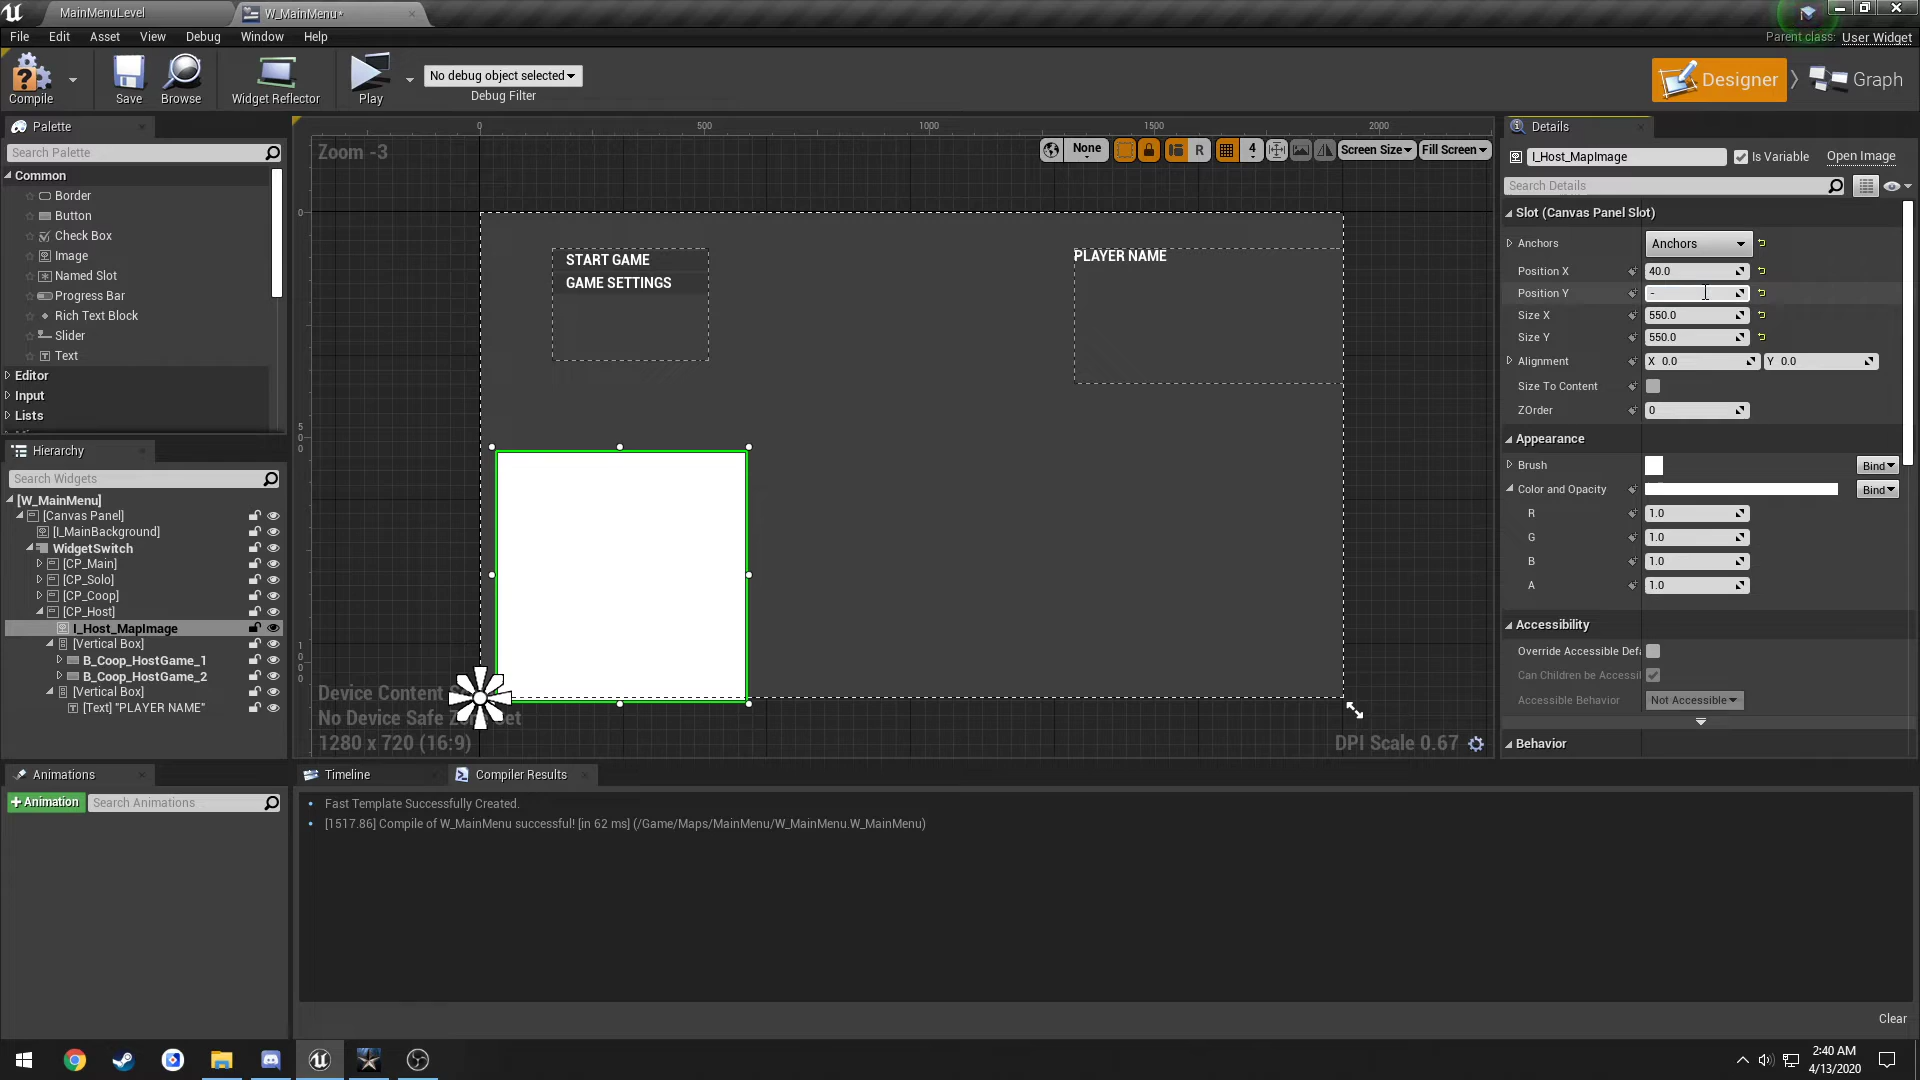 MainMenuLevel
W_MainMenu*
File
Edit
Asset
View
Debug
Window
Help
Parent class: User Widget
Compile
Save
Browse
Widget Reflector
Play
No debug object selected
Debug Filter
Designer
Graph
Palette
Search Palette
Common
Border
Button
Check Box
Image
Named Slot
Progress Bar
Rich Text Block
Slider
Text
Editor
Input
Lists
Hierarchy
Search Widgets
[W_MainMenu]
[Canvas Panel]
[I_MainBackground]
WidgetSwitch
[CP_Main]
[CP_Solo]
[CP_Coop]
[CP_Host]
I_Host_MapImage
[Vertical Box]
B_Coop_HostGame_1
B_Coop_HostGame_2
[Vertical Box]
[Text] "PLAYER NAME"
Animations
+Animation
Search Animations
0 500 1000 1500 2000
Zoom -3
None
R
4
Screen Size
Fill Screen
0
500
1000
START GAME
GAME SETTINGS
PLAYER NAME
Device Content S
No Device Safe Zone Set
1280 x 720 (16:9)
DPI Scale 0.67
Timeline
Compiler Results
Fast Template Successfully Created.
[1517.86] Compile of W_MainMenu successful! [in 62 ms] (/Game/Maps/MainMenu/W_MainMenu.W_MainMenu)
Clear
Details
I_Host_MapImage
Is Variable
Open Image
Search Details
Slot (Canvas Panel Slot)
Anchors
Anchors
Position X 40.0
Position Y -
Size X 550.0
Size Y 550.0
Alignment X 0.0 Y 0.0
Size To Content
ZOrder 0
Appearance
Brush
Bind
Color and Opacity
Bind
R 1.0
G 1.0
B 1.0
A 1.0
Accessibility
Override Accessible Defa
Can Children be Accessil
Accessible Behavior Not Accessible
Behavior
2:40 AM
4/13/2020